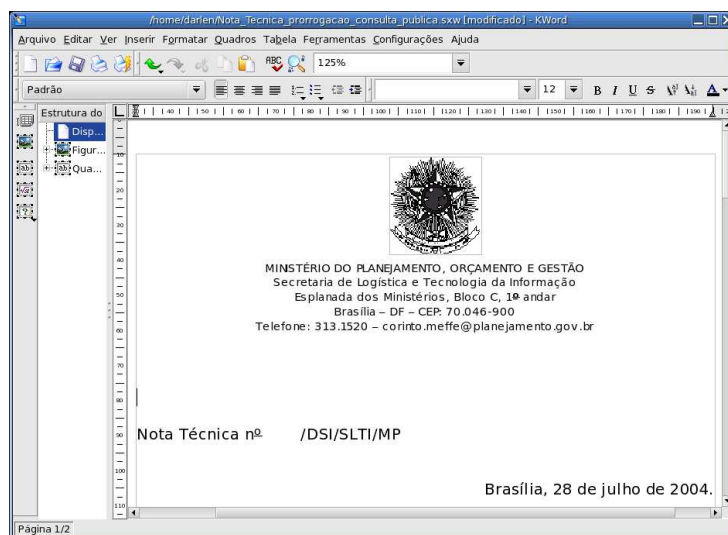 /home/darlen/Nota_Tecnica_prorrogacao_consulta_publica.sxw [modificado] - KWord
Arquivo Editar Ver Inserir Formatar Quadros Tabela Ferramentas Configurações Ajuda
ABC 125%
Padrão 12 B I U S A
Estrutura do L
Disp...
Figur...
Qua...
MINISTÉRIO DO PLANEJAMENTO, ORÇAMENTO E GESTÃO
Secretaria de Logística e Tecnologia da Informação
Esplanada dos Ministérios, Bloco C, 1º andar
Brasília – DF – CEP: 70.046-900
Telefone: 313.1520 – corinto.meffe@planejamento.gov.br
Nota Técnica nº /DSI/SLTI/MP
Brasília, 28 de julho de 2004.
Página 1/2